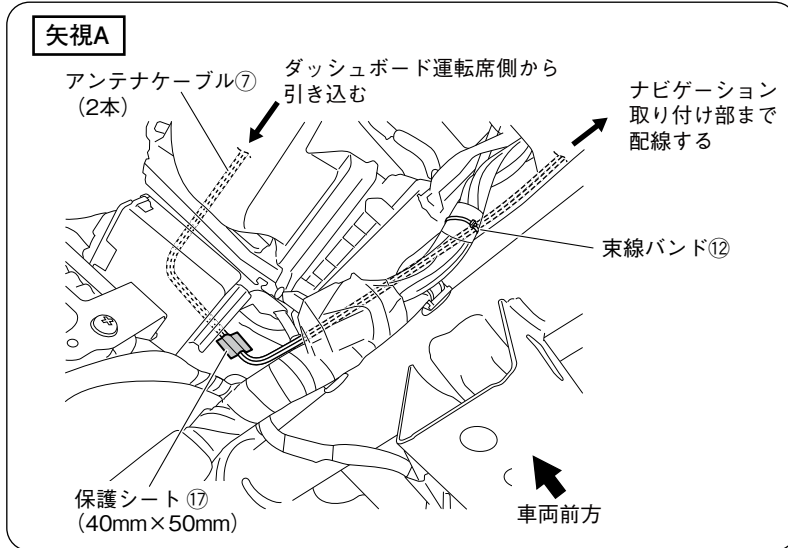 矢視A
アンテナケーブル⑦
（2本）
ダッシュボード運転席側から
引き込む
ナビゲーション
取り付け部まで
配線する
束線バンド⑫
保護シート⑰
（40mm×50mm）
車両前方